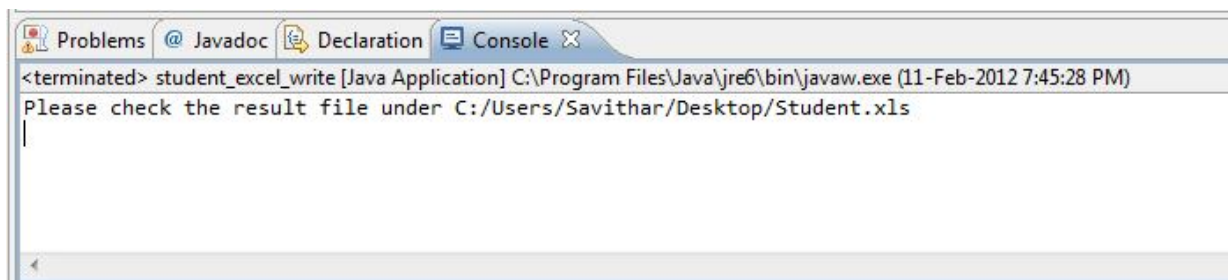 Problems @ Javadoc Declaration Console
<terminated> student_excel_write [Java Application] C:\Program Files\Java\jre6\bin\javaw.exe (11-Feb-2012 7:45:28 PM)
Please check the result file under C:/Users/Savithar/Desktop/Student.xls